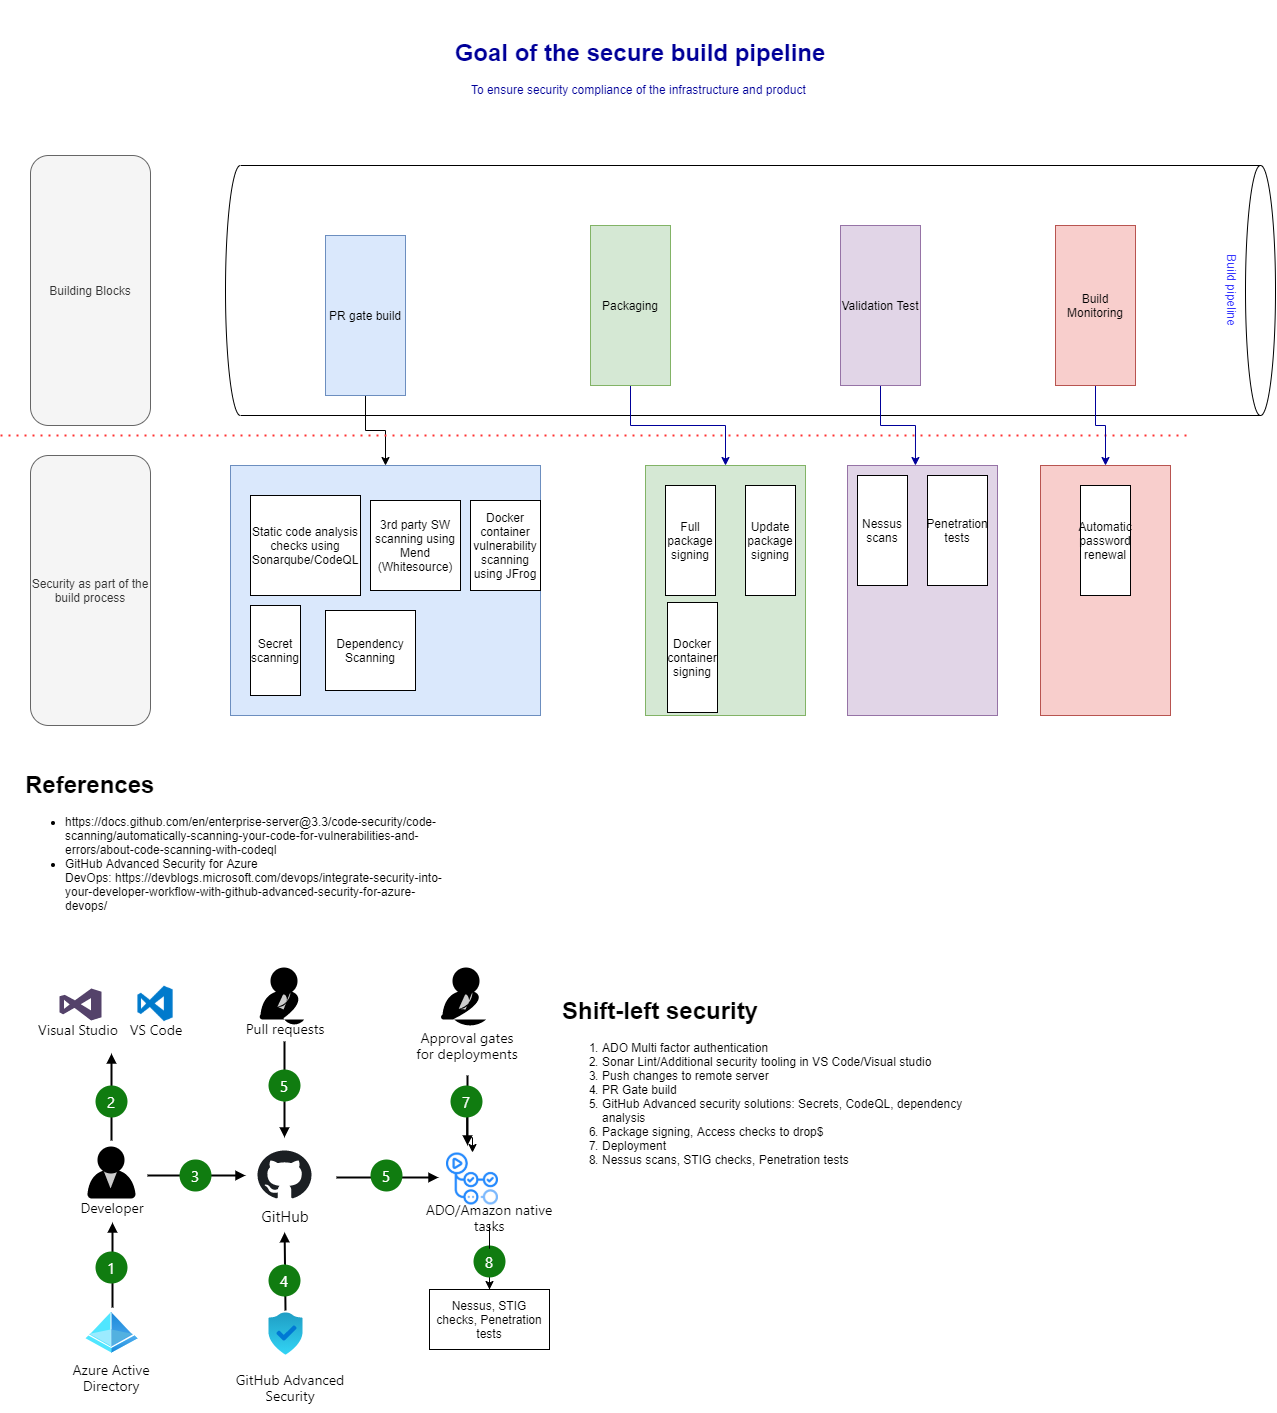 Goal of the secure build pipeline
To ensure security compliance of the infrastructure and product
Building Blocks
PR gate build
Packaging
Validation Test
Build
Monitoring
Build pipeline
Security as part of the
build process
Static code analysis
checks using
Sonarqube/CodeQL
3rd party SW
scanning using
Mend
(Whitesource)
Docker
container
vulnerability
scanning
using JFrog
Secret
scanning
Dependency
Scanning
Full
package
signing
Update
package
signing
Docker
container
signing
Nessus
scans
Penetration
tests
Automatic
password
renewal
References
https://docs.github.com/en/enterprise-server@3.3/code-security/code-
scanning/automatically-scanning-your-code-for-vulnerabilities-and-
errors/about-code-scanning-with-codeql
GitHub Advanced Security for Azure
DevOps: https://devblogs.microsoft.com/devops/integrate-security-into-
your-developer-workflow-with-github-advanced-security-for-azure-
devops/
Visual Studio
VS Code
Pull requests
Approval gates
for deployments
2
5
7
Developer
3
GitHub
5
ADO/Amazon native
tasks
1
4
8
Nessus, STIG
checks, Penetration
tests
Azure Active
Directory
GitHub Advanced
Security
Shift-left security
1. ADO Multi factor authentication
2. Sonar Lint/Additional security tooling in VS Code/Visual studio
3. Push changes to remote server
4. PR Gate build
5. GitHub Advanced security solutions: Secrets, CodeQL, dependency
analysis
6. Package signing, Access checks to drop$
7. Deployment
8. Nessus scans, STIG checks, Penetration tests